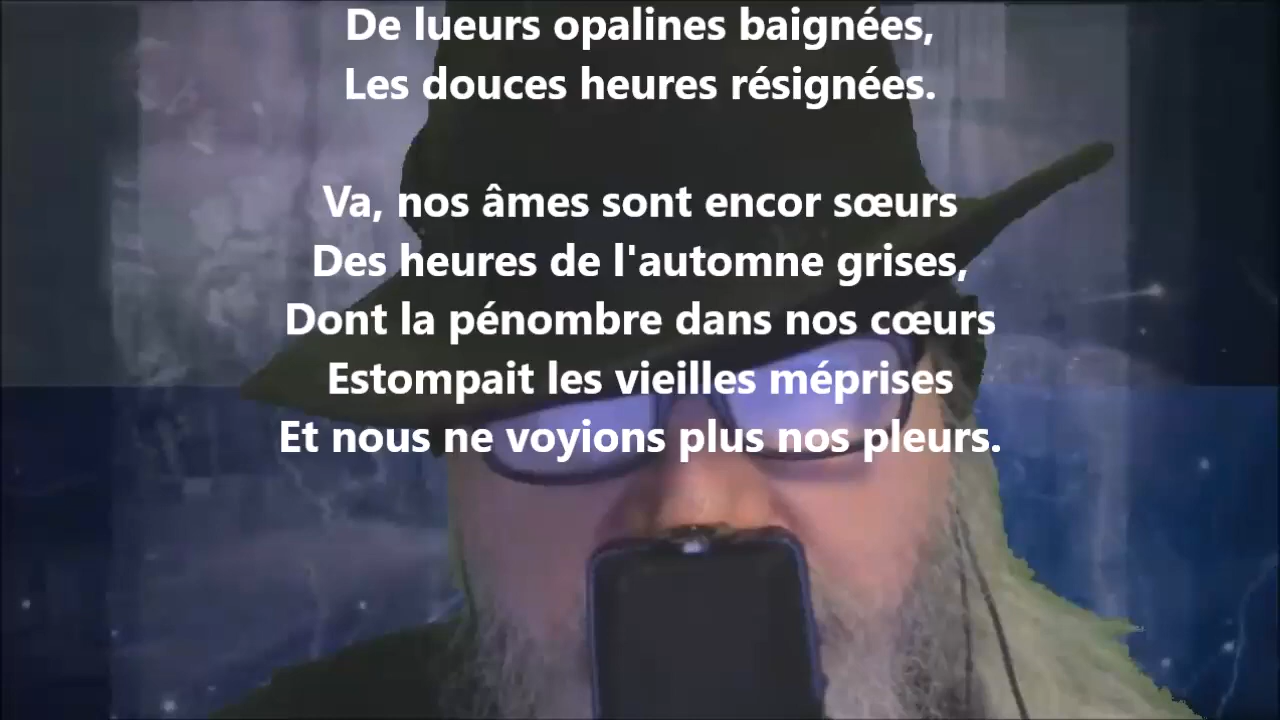 De lueurs opalines baignées,
Les douces heures résignées.
Va, nos âmes sont encor sœurs
Des heures de l'automne grises,
Dont la pénombre dans nos cœurs
Estompait les vieilles méprises
Et nous ne voyions plus nos pleurs.